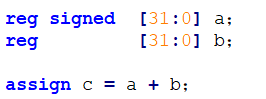 reg signed [31:0] a;
reg [31:0] b;
assign c = a + b;